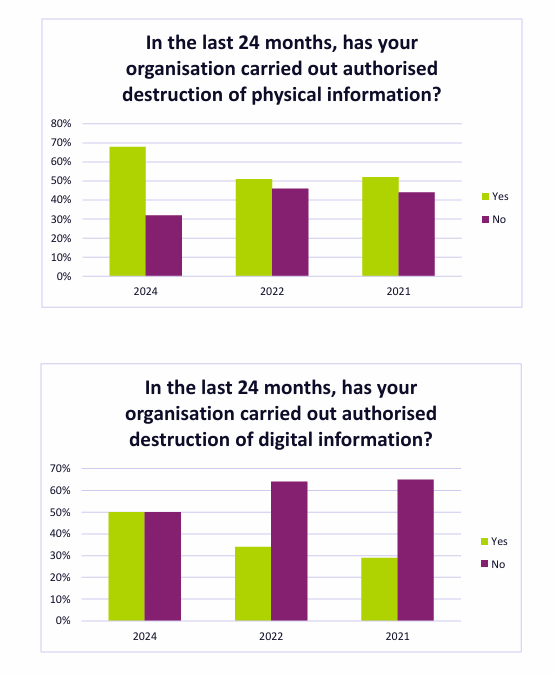 In the last 24 months, has your
organisation carried out authorised
destruction of physical information?
80%
70%
60%
50%
40%
30%
20%
10%
0%
Yes
No
2024 2022 2021
In the last 24 months, has your
organisation carried out authorised
destruction of digital information?
70%
60%
50%
40%
30%
20%
10%
0%
Yes
No
2024 2022 2021